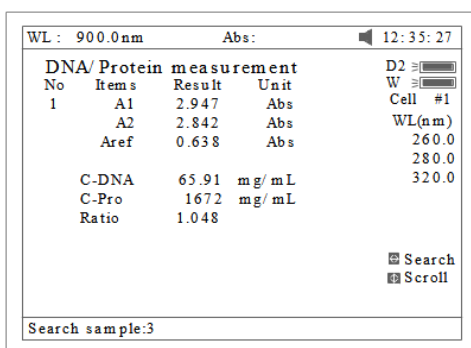 WL: 900.0nm Abs: 12:35:27
DNA/Protein measurement D2
No Items Result Unit W
1 A1 2.947 Abs Cell #1
A2 2.842 Abs WL(nm)
Aref 0.638 Abs 260.0
280.0
C-DNA 65.91 mg/mL 320.0
C-Pro 1672 mg/mL
Ratio 1.048
Search
Scroll
Search sample:3